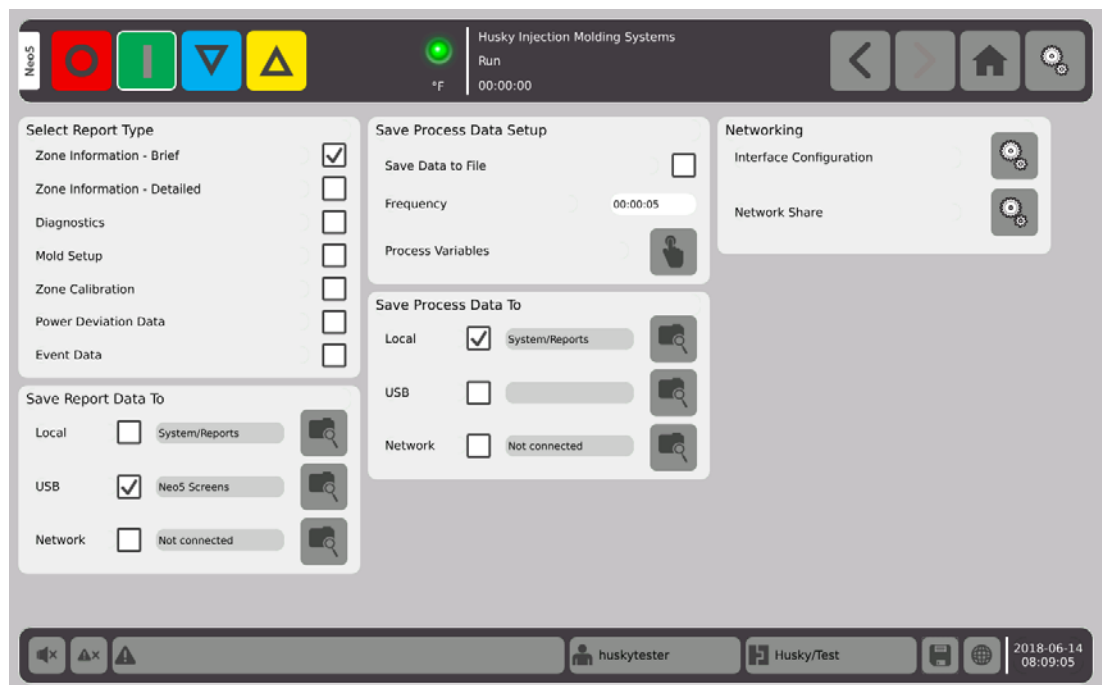 Neo5
Husky Injection Molding Systems
Run
°F
00:00:00
Select Report Type
Zone Information - Brief
Zone Information - Detailed
Diagnostics
Mold Setup
Zone Calibration
Power Deviation Data
Event Data
Save Report Data To
Local
System/Reports
USB
Neo5 Screens
Network
Not connected
Save Process Data Setup
Save Data to File
Frequency
00:00:05
Process Variables
Save Process Data To
Local
System/Reports
USB
Network
Not connected
Networking
Interface Configuration
Network Share
huskytester
Husky/Test
2018-06-14
08:09:05